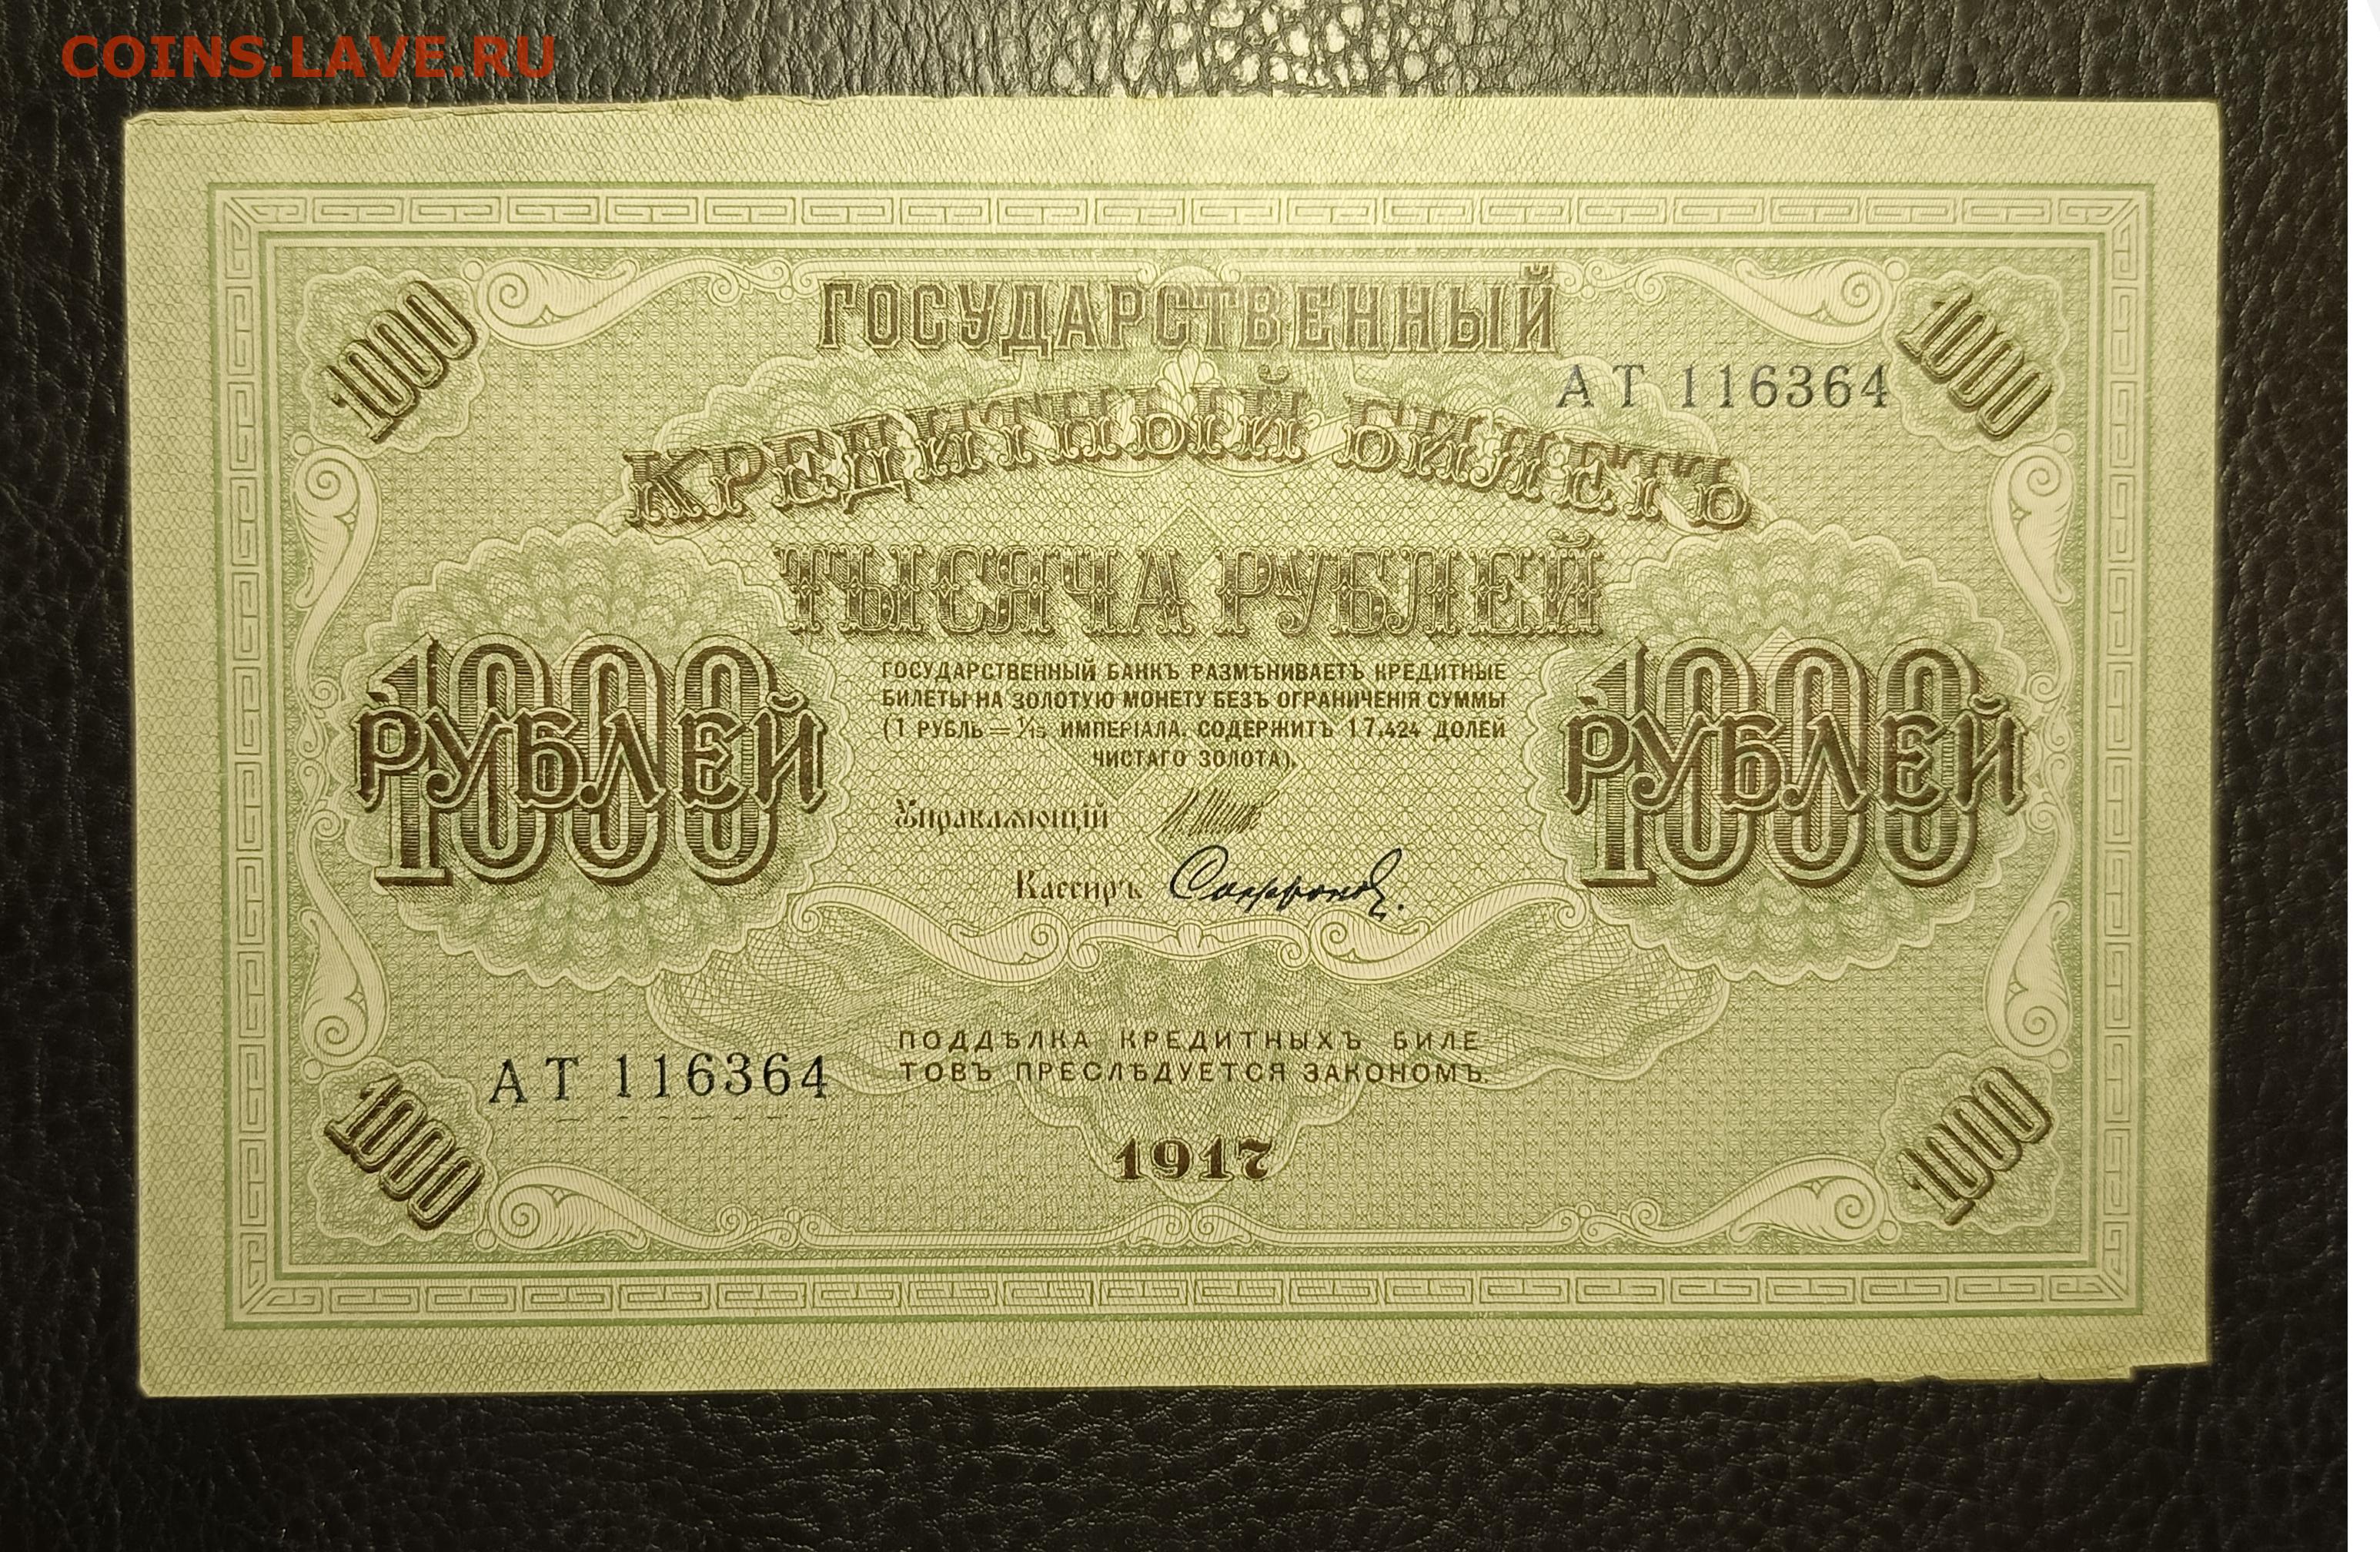 COINS.LAVE.RU
1000
ГОСУДАРСТВЕННЫЙ
1000
АТ 116364
КРЕДИТНЫЙ БИЛЕТЪ
ТЫСЯЧА РУБЛЕЙ
1000
РУБЛЕЙ
ГОСУДАРСТВЕННЫЙ БАНКЪ РАЗМѢНИВАЕТЪ КРЕДИТНЫЕ
БИЛЕТЫ НА ЗОЛОТУЮ МОНЕТУ БЕЗЪ ОГРАНИЧЕНІЯ СУММЫ
(1 РУБЛЬ = 1/15 ИМПЕРІАЛА, СОДЕРЖИТЪ 17,424 ДОЛЕЙ
ЧИСТАГО ЗОЛОТА).
1000
РУБЛЕЙ
Управляющій И. Шипов
Кассиръ Сафронов.
ПОДДѢЛКА КРЕДИТНЫХЪ БИЛЕ
ТОВЪ ПРЕСЛѢДУЕТСЯ ЗАКОНОМЪ.
АТ 116364
1000
1917
1000